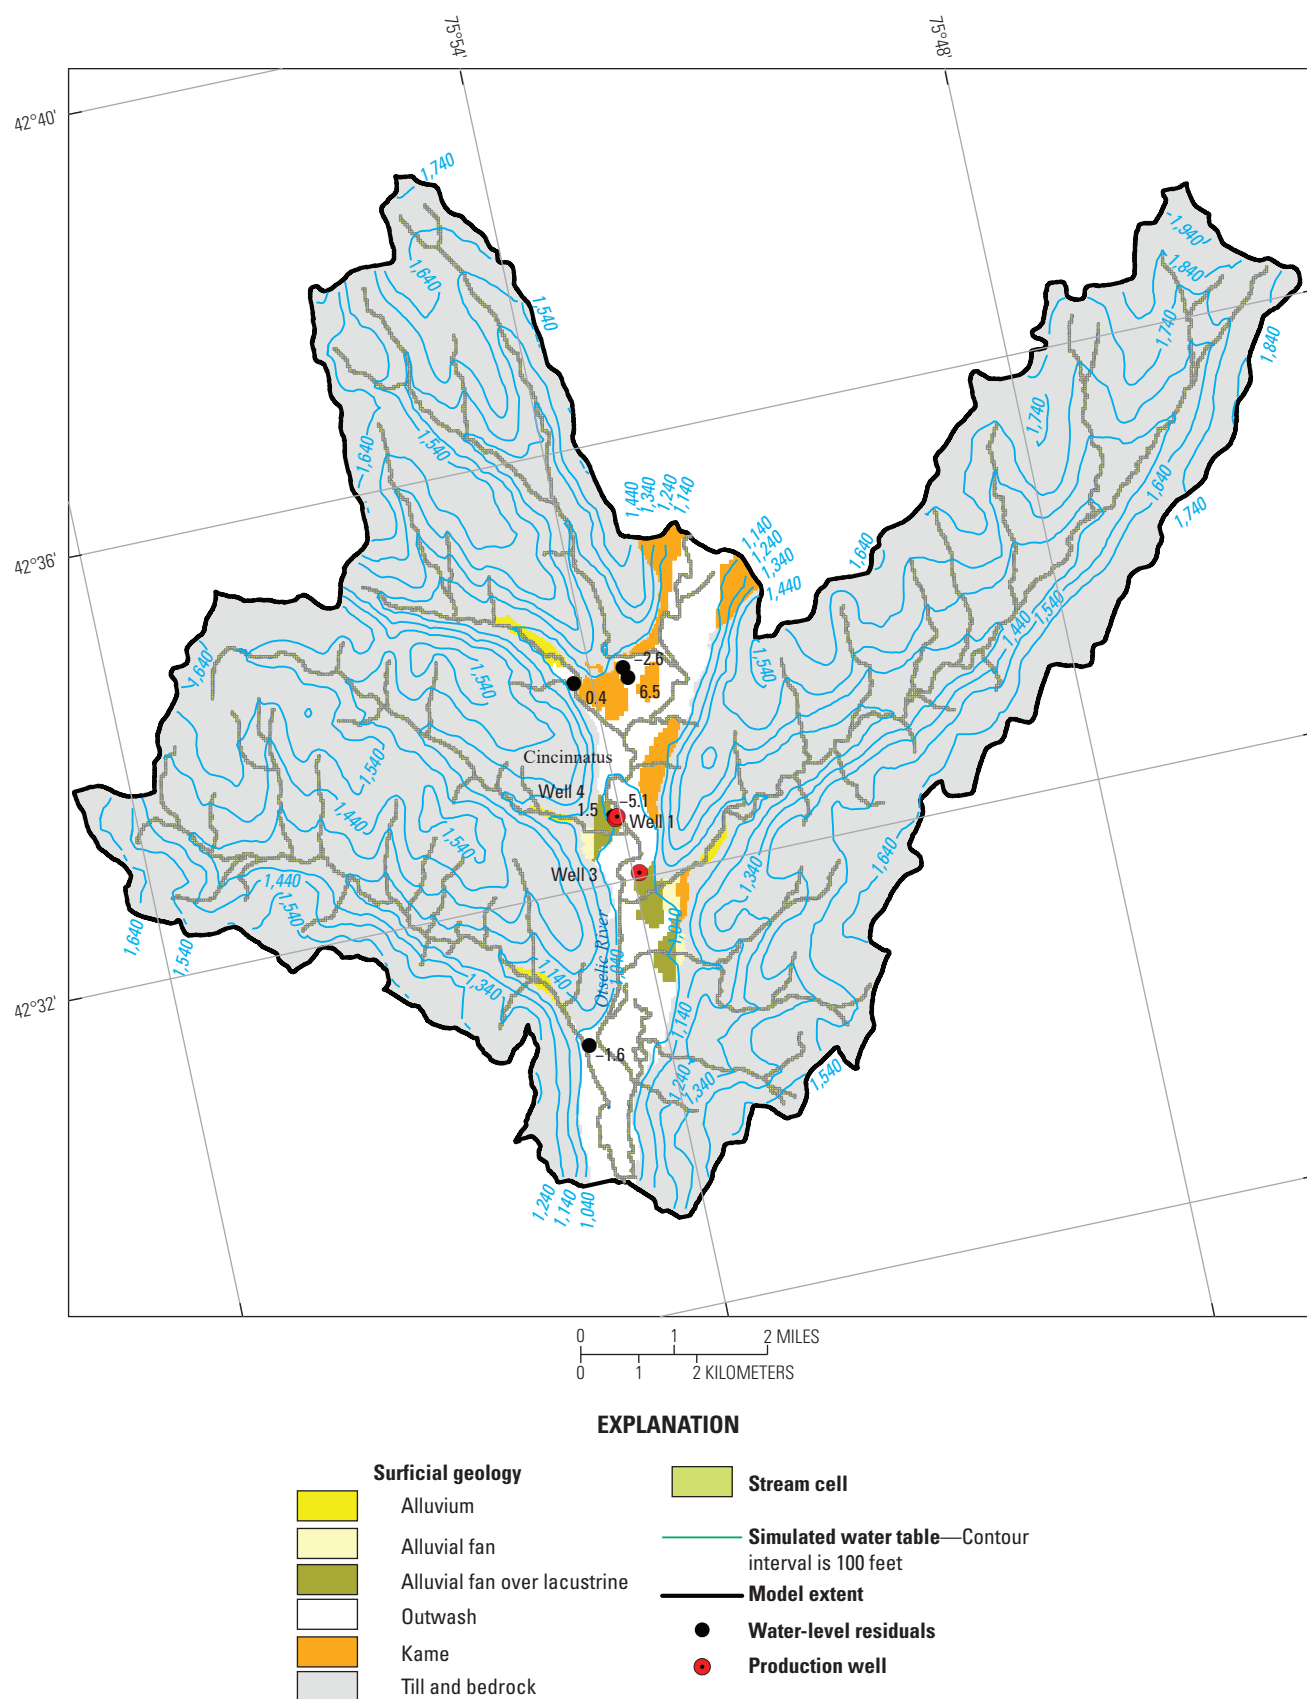 75°54'
75°48'
42°40'
1,740
1,940
1,840
1,640
1,740
1,540
1,840
1,740
1,540
1,640
1,640
1,740
1,440
1,340
1,240
1,140
1,140
1,240
1,340
1,440
1,640
42°36'
1,540
1,440
1,540
1,640
1,540
−2.6
6.5
0.4
Cincinnatus
1,540
Well 4
−5.1
1.5
Well 1
1,440
1,540
1,640
Well 3
1,340
1,440
1,540
1,040
1,640
1,540
Otselic River
1,040
1,140
1,340
42°32'
1,140
−1.6
1,240
1,340
1,540
1,240
1,140
1,040
0 1 2 MILES
0 1 2 KILOMETERS
EXPLANATION
Surficial geology
Alluvium
Alluvial fan
Alluvial fan over lacustrine
Outwash
Kame
Till and bedrock
Stream cell
Simulated water table—Contour
interval is 100 feet
Model extent
Water-level residuals
Production well